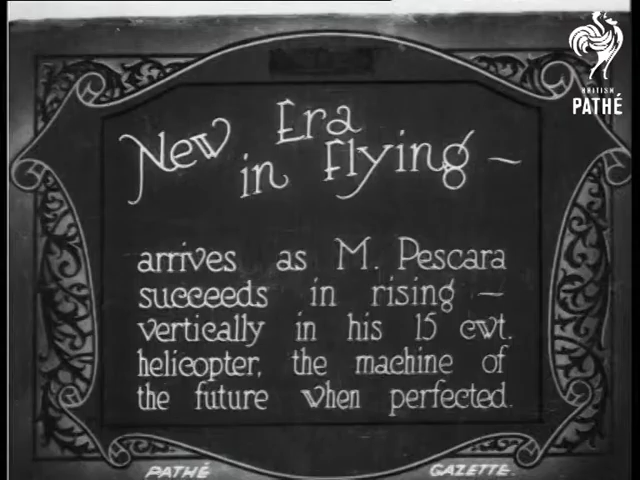 BRITISH
PATHÉ
New Era
in Flying —
arrives as M. Pescara
succeeds in rising —
vertically in his 15 cwt.
helicopter, the machine of
the future when perfected.
PATHÉ GAZETTE.